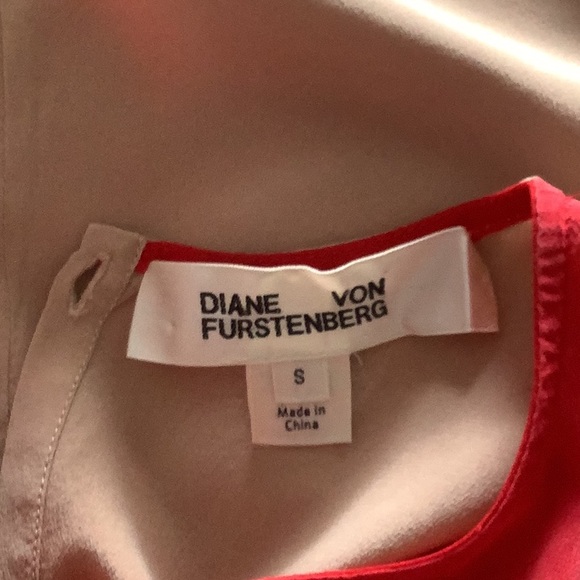 DIANE VON
FURSTENBERG
S
Made in
China